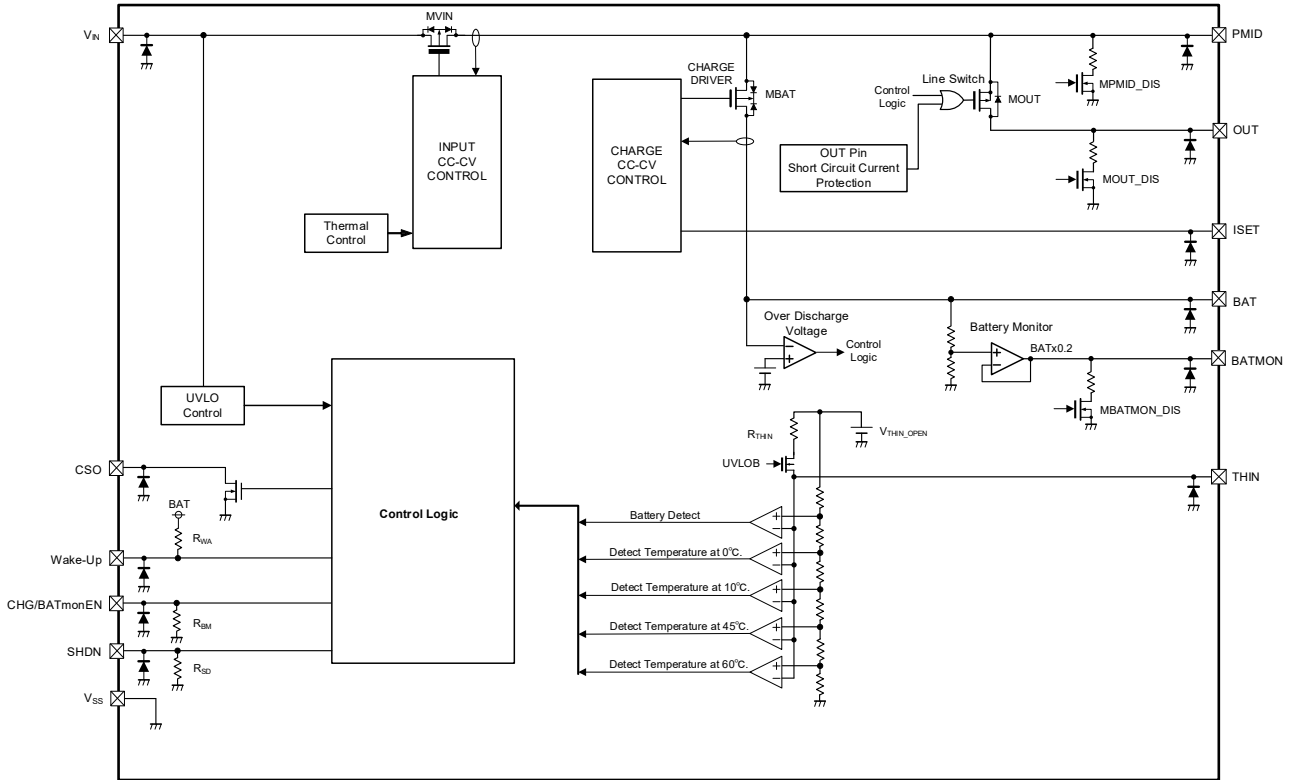 MVIN
VIN
PMID
CHARGE
DRIVER
MBAT
Line Switch
Control
Logic
MOUT
MPMID_DIS
OUT
INPUT
CC-CV
CONTROL
CHARGE
CC-CV
CONTROL
OUT Pin
Short Circuit Current
Protection
MOUT_DIS
Thermal
Control
ISET
BAT
Over Discharge
Voltage
Control
Logic
Battery Monitor
BATx0.2
BATMON
UVLO
Control
MBATMON_DIS
RTHIN
VTHIN_OPEN
UVLOB
CSO
THIN
BAT
RWA
Control Logic
Battery Detect
Wake-Up
Detect Temperature at 0℃.
CHG/BATmonEN
RBM
Detect Temperature at 10℃.
Detect Temperature at 45℃.
SHDN
RSD
Detect Temperature at 60℃.
VSS